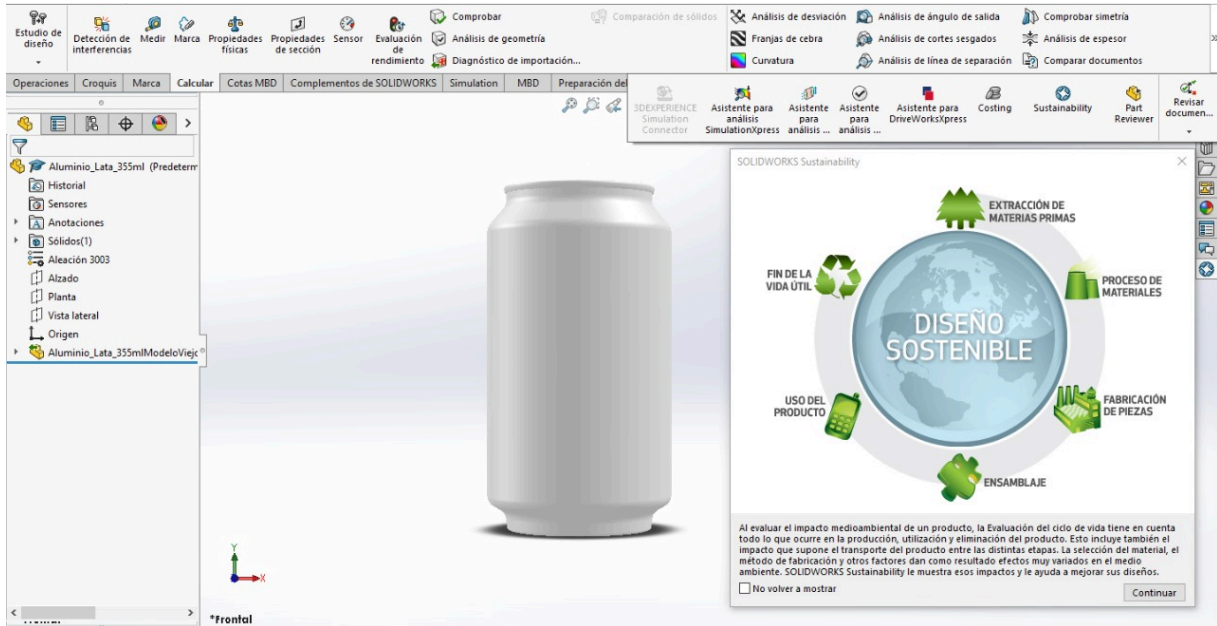 Estudio de
diseño
Detección de
interferencias
Medir
Marca
Propiedades
físicas
Propiedades
de sección
Sensor
Evaluación
de
rendimiento
Comprobar
Análisis de geometría
Diagnóstico de importación...
Comparación de sólidos
Análisis de desviación
Franjas de cebra
Curvatura
Análisis de ángulo de salida
Análisis de cortes sesgados
Análisis de línea de separación
Comprobar simetría
Análisis de espesor
Comparar documentos
Operaciones
Croquis
Marca
Calcular
Cotas MBD
Complementos de SOLIDWORKS
Simulation
MBD
Preparación del
3DEXPERIENCE
Simulation
Connector
Asistente para
análisis
SimulationXpress
Asistente
para
análisis ...
Asistente
para
análisis ...
Asistente para
DriveWorksXpress
Costing
Sustainability
Part
Reviewer
Revisar
documen...
Aluminio_Lata_355ml (Predeterm
Historial
Sensores
Anotaciones
Sólidos(1)
Aleación 3003
Alzado
Planta
Vista lateral
Origen
Aluminio_Lata_355mlModeloViejo
Y
X
*Frontal
SOLIDWORKS Sustainability
EXTRACCIÓN DE
MATERIAS PRIMAS
FIN DE LA
VIDA ÚTIL
PROCESO DE
MATERIALES
DISEÑO
SOSTENIBLE
USO DEL
PRODUCTO
FABRICACIÓN
DE PIEZAS
ENSAMBLAJE
Al evaluar el impacto medioambiental de un producto, la Evaluación del ciclo de vida tiene en cuenta
todo lo que ocurre en la producción, utilización y eliminación del producto. Esto incluye también el
impacto que supone el transporte del producto entre las distintas etapas. La selección del material, el
método de fabricación y otros factores dan como resultado efectos muy variados en el medio
ambiente. SOLIDWORKS Sustainability le muestra esos impactos y le ayuda a mejorar sus diseños.
No volver a mostrar
Continuar